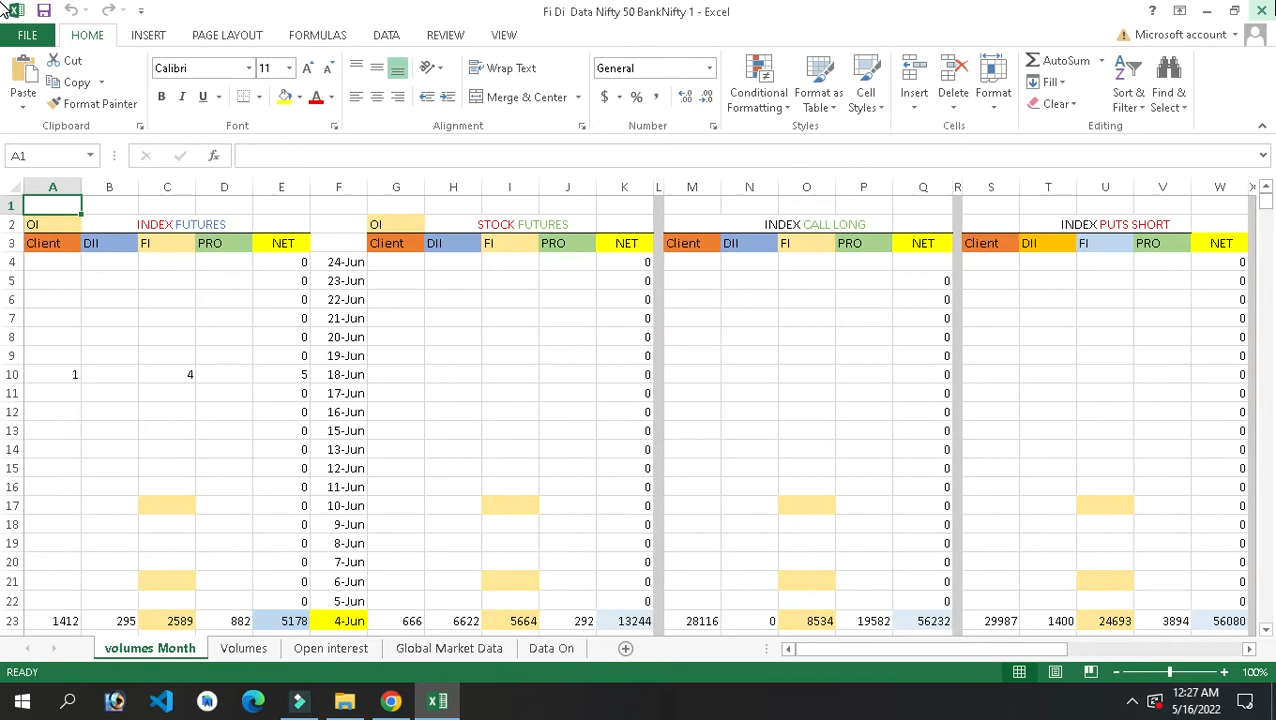 Fi Di Data Nifty 50 BankNifty 1 - Excel
FILE HOME INSERT PAGE LAYOUT FORMULAS DATA REVIEW VIEW Microsoft account
Paste Cut Copy Format Painter
Clipboard
Calibri 11
B I U A
Font
Wrap Text
Merge & Center
Alignment
General
$ % ,
Number
Conditional Formatting Format as Table Cell Styles
Styles
Insert Delete Format
Cells
AutoSum
Fill
Clear
Sort & Filter Find & Select
Editing
A1 fx
A B C D E F G H I J K L M N O P Q R S T U V W X
1
2 OI INDEX FUTURES OI STOCK FUTURES INDEX CALL LONG INDEX PUTS SHORT
3 Client DII FI PRO NET Client DII FI PRO NET Client DII FI PRO NET Client DII FI PRO NET
4 0 24-Jun 0 0
5 0 23-Jun 0 0 0
6 0 22-Jun 0 0 0
7 0 21-Jun 0 0 0
8 0 20-Jun 0 0 0
9 0 19-Jun 0 0 0
10 1 4 5 18-Jun 0 0 0
11 0 17-Jun 0 0 0
12 0 16-Jun 0 0 0
13 0 15-Jun 0 0 0
14 0 13-Jun 0 0 0
15 0 12-Jun 0 0 0
16 0 11-Jun 0 0 0
17 0 10-Jun 0 0 0
18 0 9-Jun 0 0 0
19 0 8-Jun 0 0 0
20 0 7-Jun 0 0 0
21 0 6-Jun 0 0 0
22 0 5-Jun 0 0 0
23 1412 295 2589 882 5178 4-Jun 666 6622 5664 292 13244 28116 0 8534 19582 56232 29987 1400 24693 3894 56080
volumes Month Volumes Open interest Global Market Data Data On
READY 100%
12:27 AM
5/16/2022